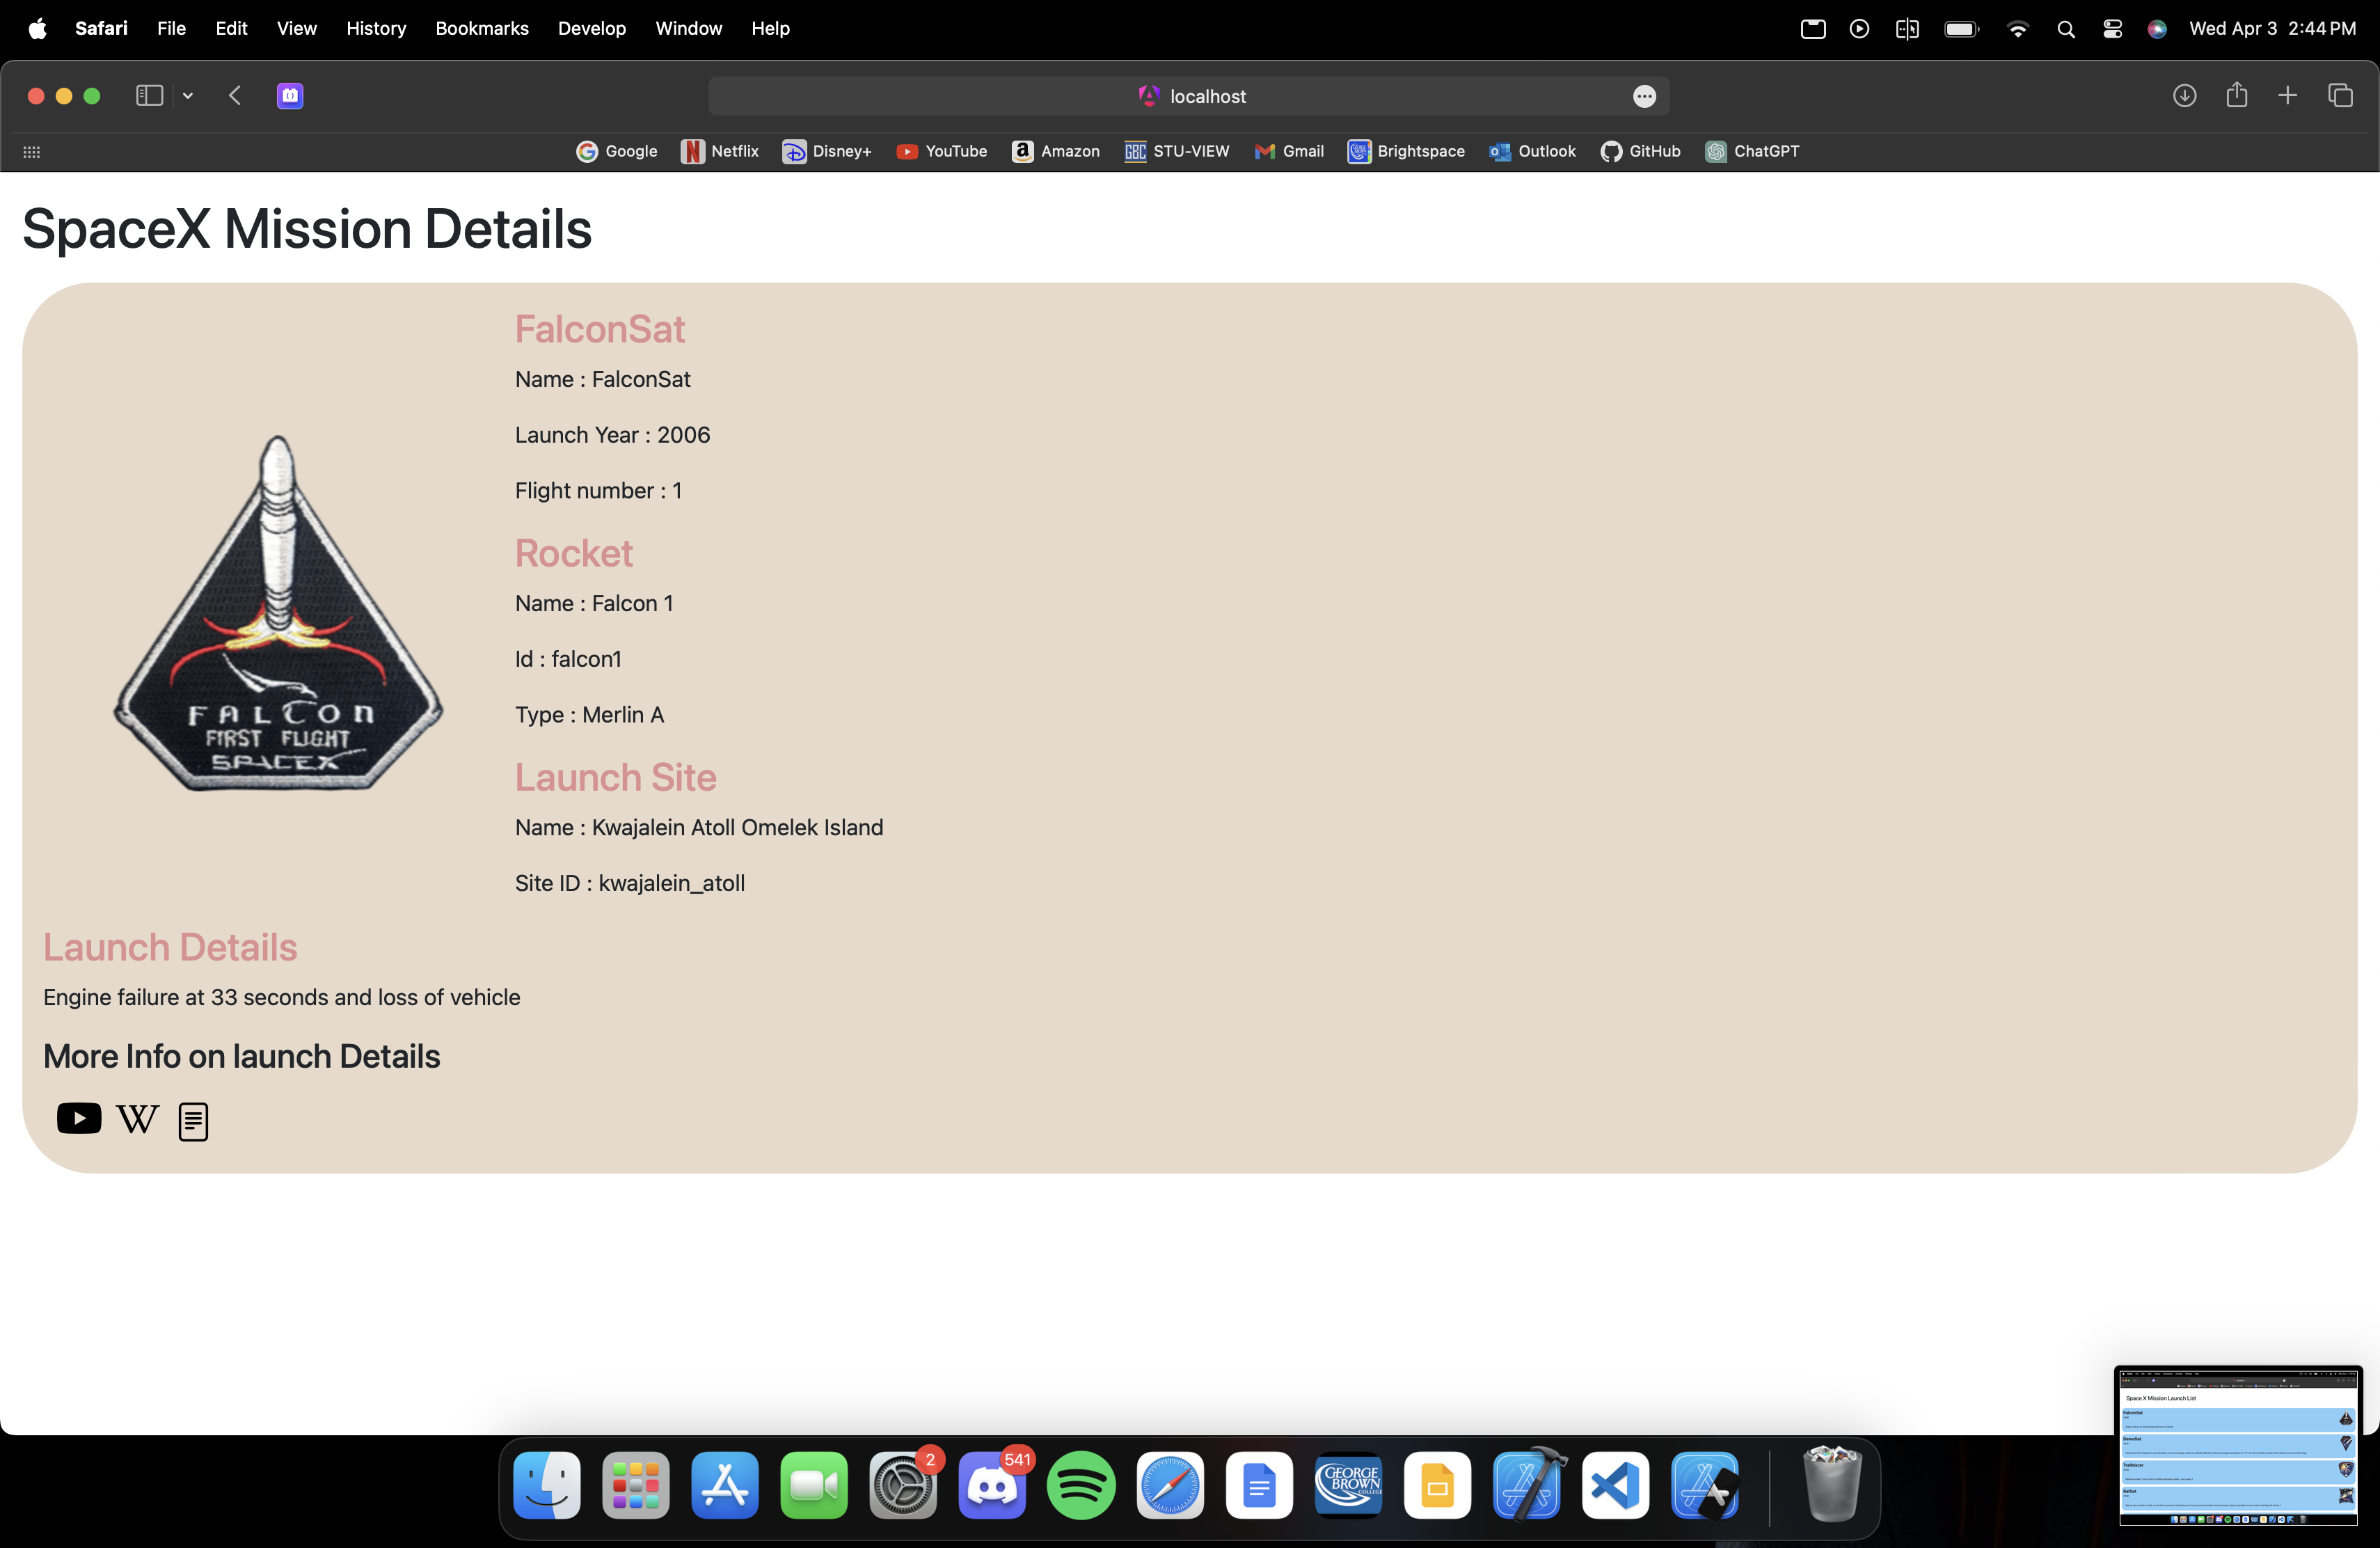 Safari File Edit View History Bookmarks Develop Window Help Wed Apr 3 2:44 PM
localhost
Google Netflix Disney+ YouTube Amazon STU-VIEW Gmail Brightspace Outlook GitHub ChatGPT
SpaceX Mission Details
FalconSat
Name : FalconSat
Launch Year : 2006
Flight number : 1
Rocket
Name : Falcon 1
Id : falcon1
Type : Merlin A
Launch Site
Name : Kwajalein Atoll Omelek Island
Site ID : kwajalein_atoll
FALCON
FIRST FLIGHT
SPACEX
Launch Details
Engine failure at 33 seconds and loss of vehicle
More Info on launch Details
W
Space X Mission Launch List
FalconSat
DemoSat
Trailblazer
RatSat
2
541
GEORGE
BROWN
COLLEGE